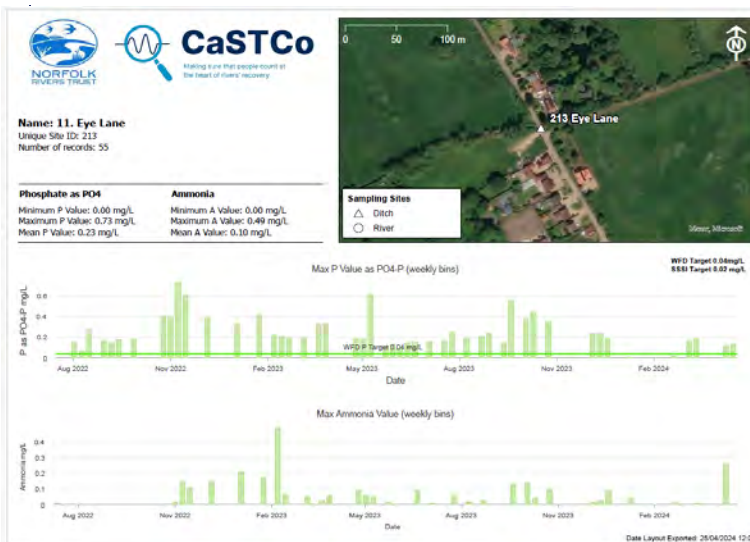 NORFOLK
RIVERS TRUST
CaSTCo
Making sure that people count at
the heart of rivers' recovery
Name: 11. Eye Lane
Unique Site ID: 213
Number of records: 55
Phosphate as PO4
Minimum P Value: 0.00 mg/L
Maximum P Value: 0.73 mg/L
Mean P Value: 0.23 mg/L
Ammonia
Minimum A Value: 0.00 mg/L
Maximum A Value: 0.49 mg/L
Mean A Value: 0.10 mg/L
0 50 100 m
N
213 Eye Lane
Sampling Sites
Ditch
River
Maxar, Microsoft
WFD Target 0.04mg/L
SSSI Target 0.02 mg/L
Max P Value as PO4-P (weekly bins)
P as PO4-P mg/L
0.6
0.4
0.2
0
WFD P Target 0.04 mg/L
Aug 2022 Nov 2022 Feb 2023 May 2023 Aug 2023 Nov 2023 Feb 2024
Date
Max Ammonia Value (weekly bins)
Ammonia mg/L
0.4
0.3
0.2
0.1
0
Aug 2022 Nov 2022 Feb 2023 May 2023 Aug 2023 Nov 2023 Feb 2024
Date
Date Layout Exported: 25/04/2024